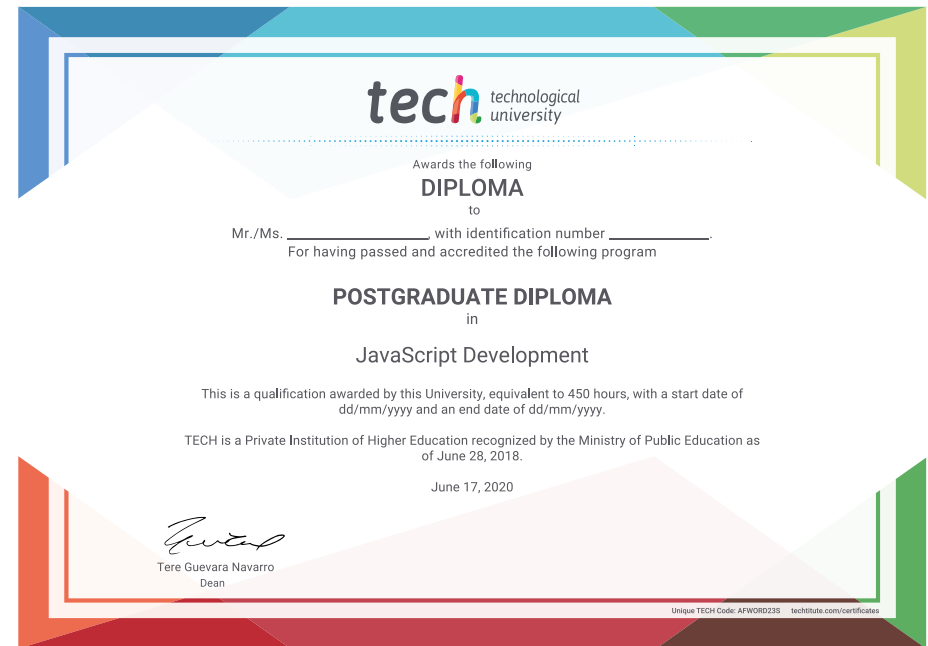 tech technological
university
Awards the following
DIPLOMA
to
Mr./Ms. ____________________, with identification number ______________.
For having passed and accredited the following program
POSTGRADUATE DIPLOMA
in
JavaScript Development
This is a qualification awarded by this University, equivalent to 450 hours, with a start date of
dd/mm/yyyy and an end date of dd/mm/yyyy.
TECH is a Private Institution of Higher Education recognized by the Ministry of Public Education as
of June 28, 2018.
June 17, 2020
Tere Guevara Navarro
Dean
Unique TECH Code: AFWORD23S techtitute.com/certificates